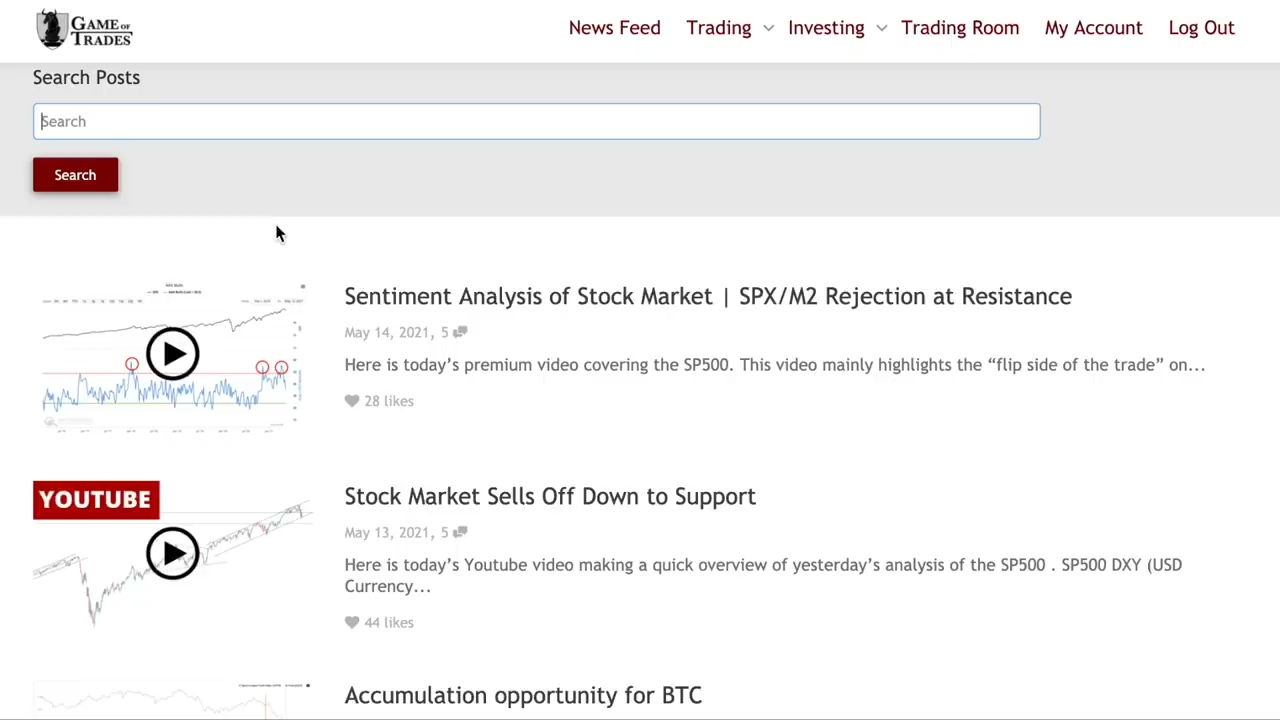 GAME OF
TRADES
News Feed
Trading
Investing
Trading Room
My Account
Log Out
Search Posts
Search
Search
Sentiment Analysis of Stock Market | SPX/M2 Rejection at Resistance
May 14, 2021, 5
Here is today’s premium video covering the SP500. This video mainly highlights the “flip side of the trade” on...
28 likes
YOUTUBE
Stock Market Sells Off Down to Support
May 13, 2021, 5
Here is today’s Youtube video making a quick overview of yesterday’s analysis of the SP500 . SP500 DXY (USD
Currency...
44 likes
Accumulation opportunity for BTC